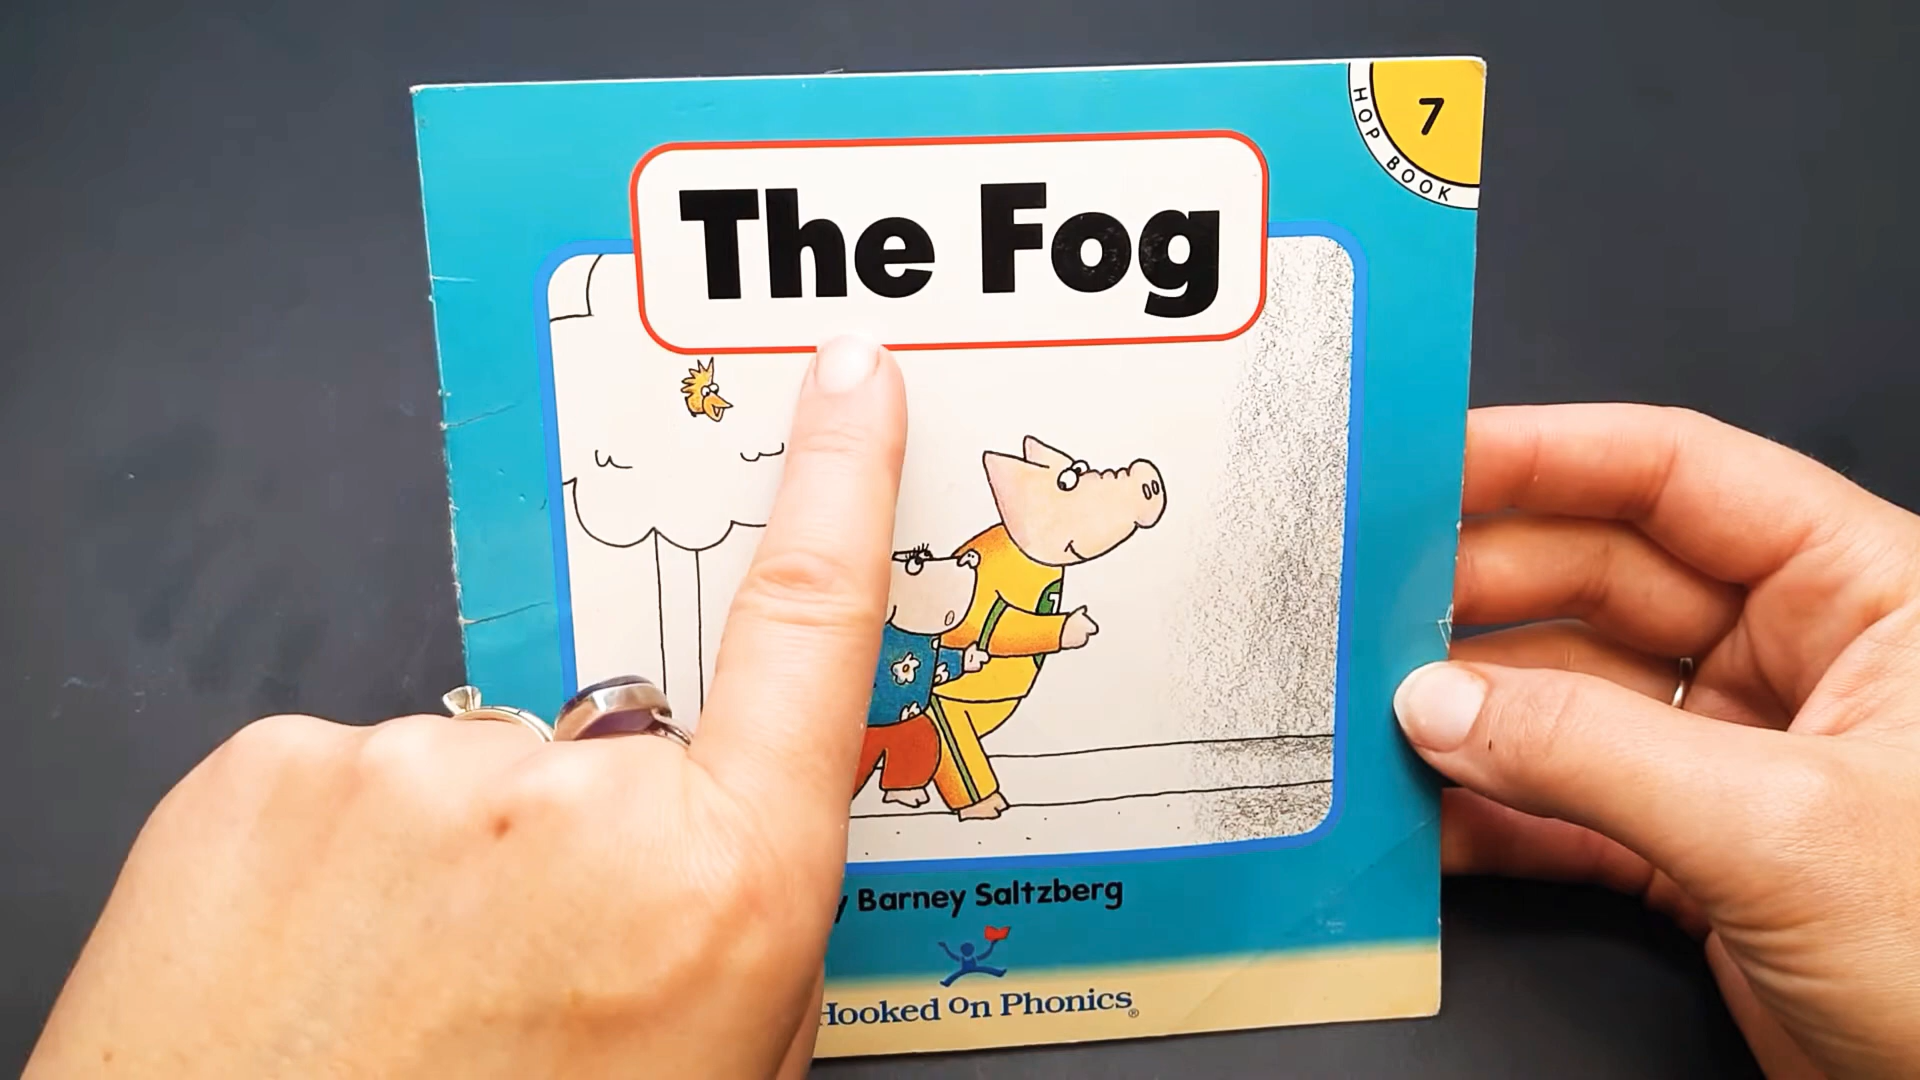 7
HOP BOOK
The Fog
Barney Saltzberg
Hooked On Phonics®